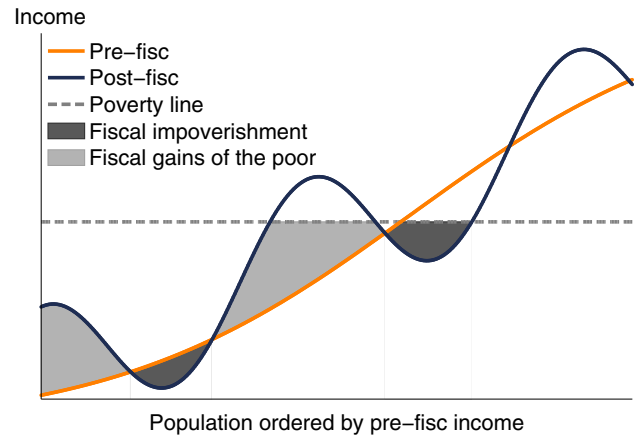 Income
Pre−fisc
Post−fisc
Poverty line
Fiscal impoverishment
Fiscal gains of the poor
Population ordered by pre−fisc income